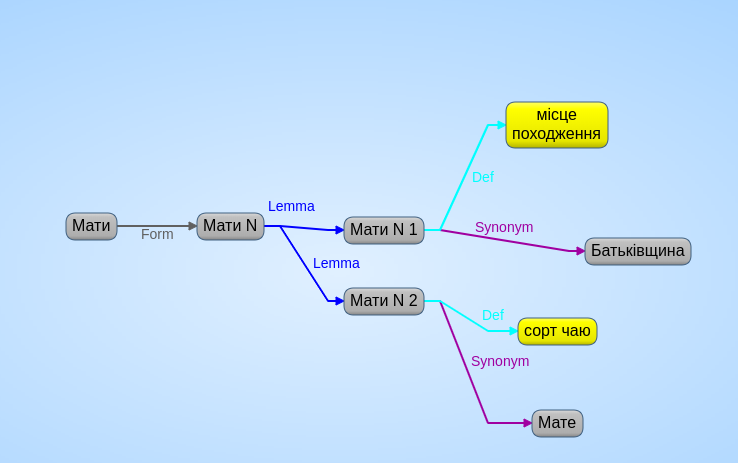 місце
походження
Def
Lemma
Мати
Form
Мати N
Мати N 1
Synonym
Батьківщина
Lemma
Мати N 2
Def
сорт чаю
Synonym
Мате